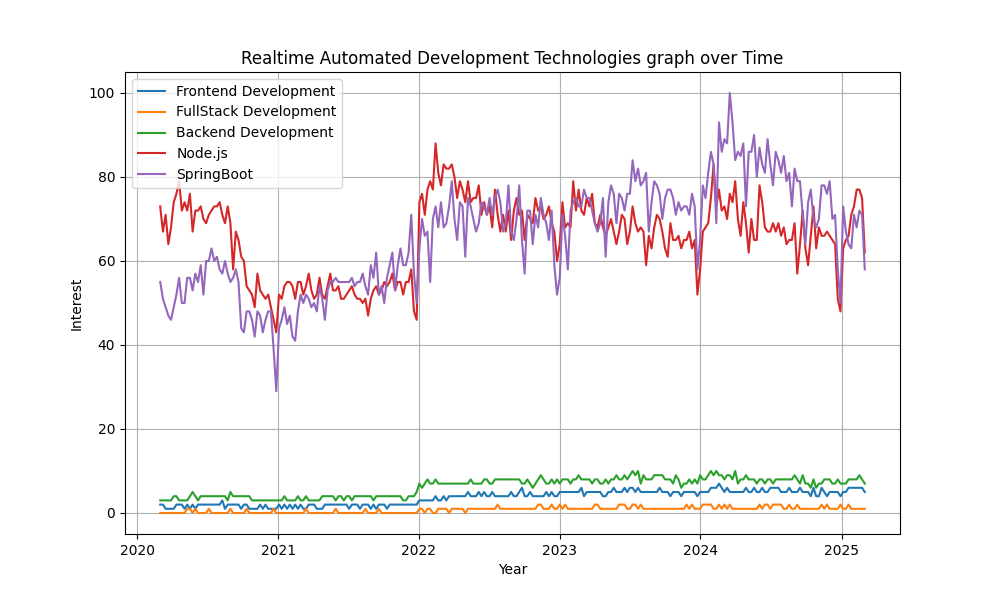 Realtime Automated Development Technologies graph over Time
Frontend Development
FullStack Development
Backend Development
Node.js
SpringBoot
100
80
60
40
20
0
Interest
2020 2021 2022 2023 2024 2025
Year